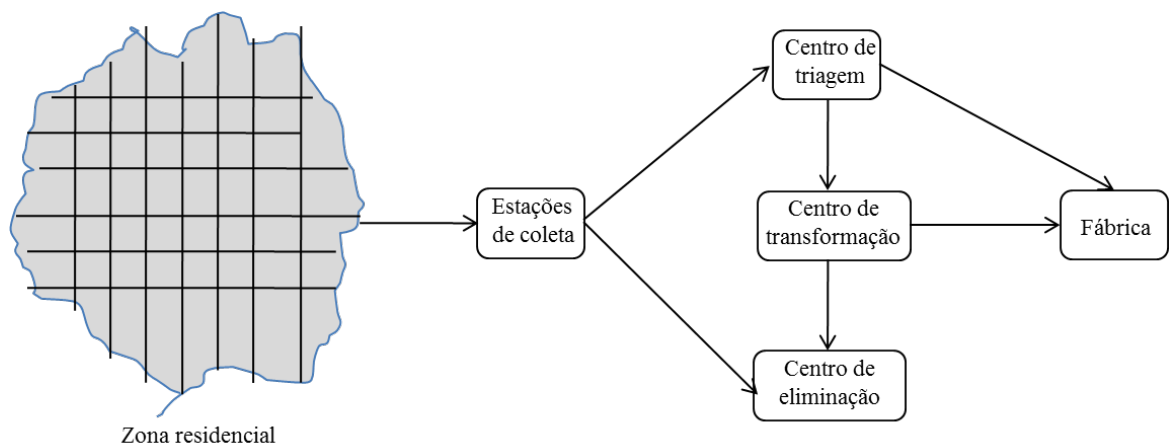 Centro de
triagem
Estações
de coleta
Centro de
transformação
Fábrica
Centro de
eliminação
Zona residencial